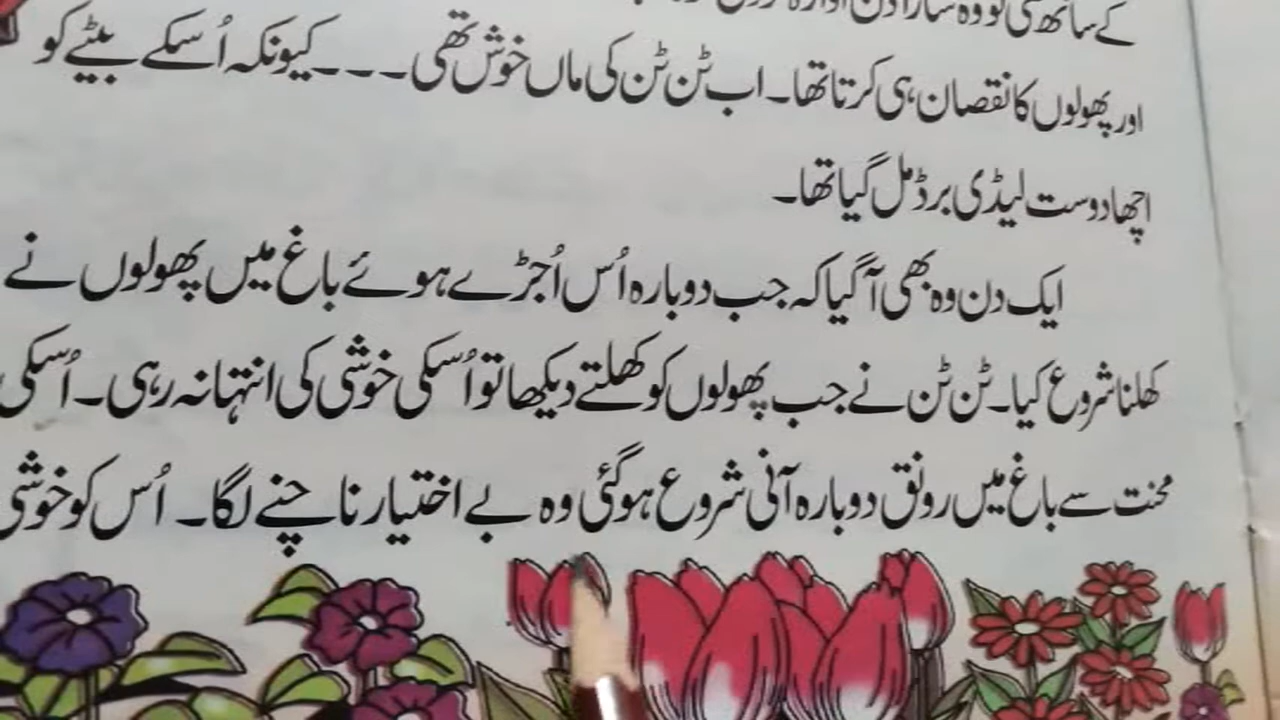 کے ساتھ تھی تو وہ سارا دن آوارہ
اور پھولوں کا نقصان ہی کرتا تھا۔ اب ٹن ٹن کی ماں خوش تھی ۔۔۔۔ کیونکہ اُسکے بیٹے کو
اچھا دوست لیڈی برڈ مل گیا تھا۔
ایک دن وہ بھی آ گیا کہ جب دوبارہ اُس اُجڑے ہوئے باغ میں پھولوں نے
کھلنا شروع کیا۔ ٹن ٹن نے جب پھولوں کو کھلتے دیکھا تو اُسکی خوشی کی انتہا نہ رہی۔ اُسکی
محنت سے باغ میں رونق دوبارہ آنی شروع ہوگئی وہ بے اختیار ناچنے لگا۔ اُس کو خوشی